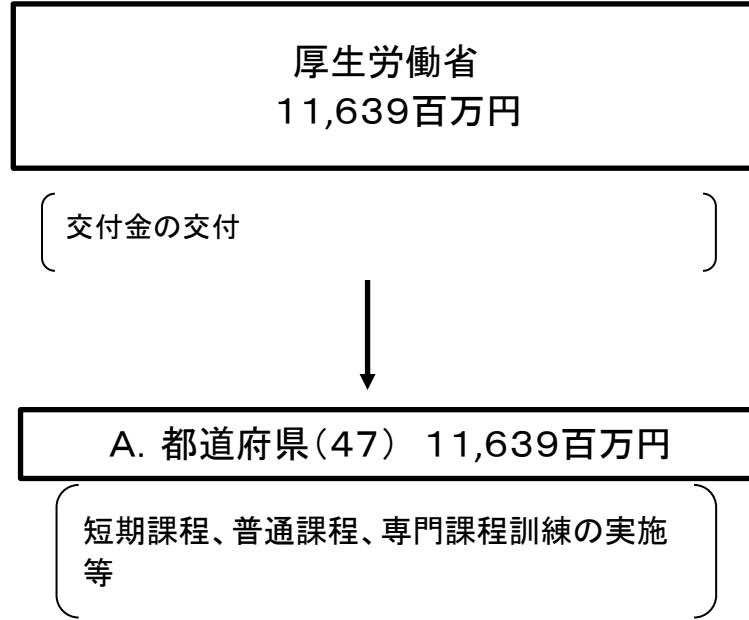 厚生労働省
11,639百万円
交付金の交付
A. 都道府県(47) 11,639百万円
短期課程、普通課程、専門課程訓練の実施
等